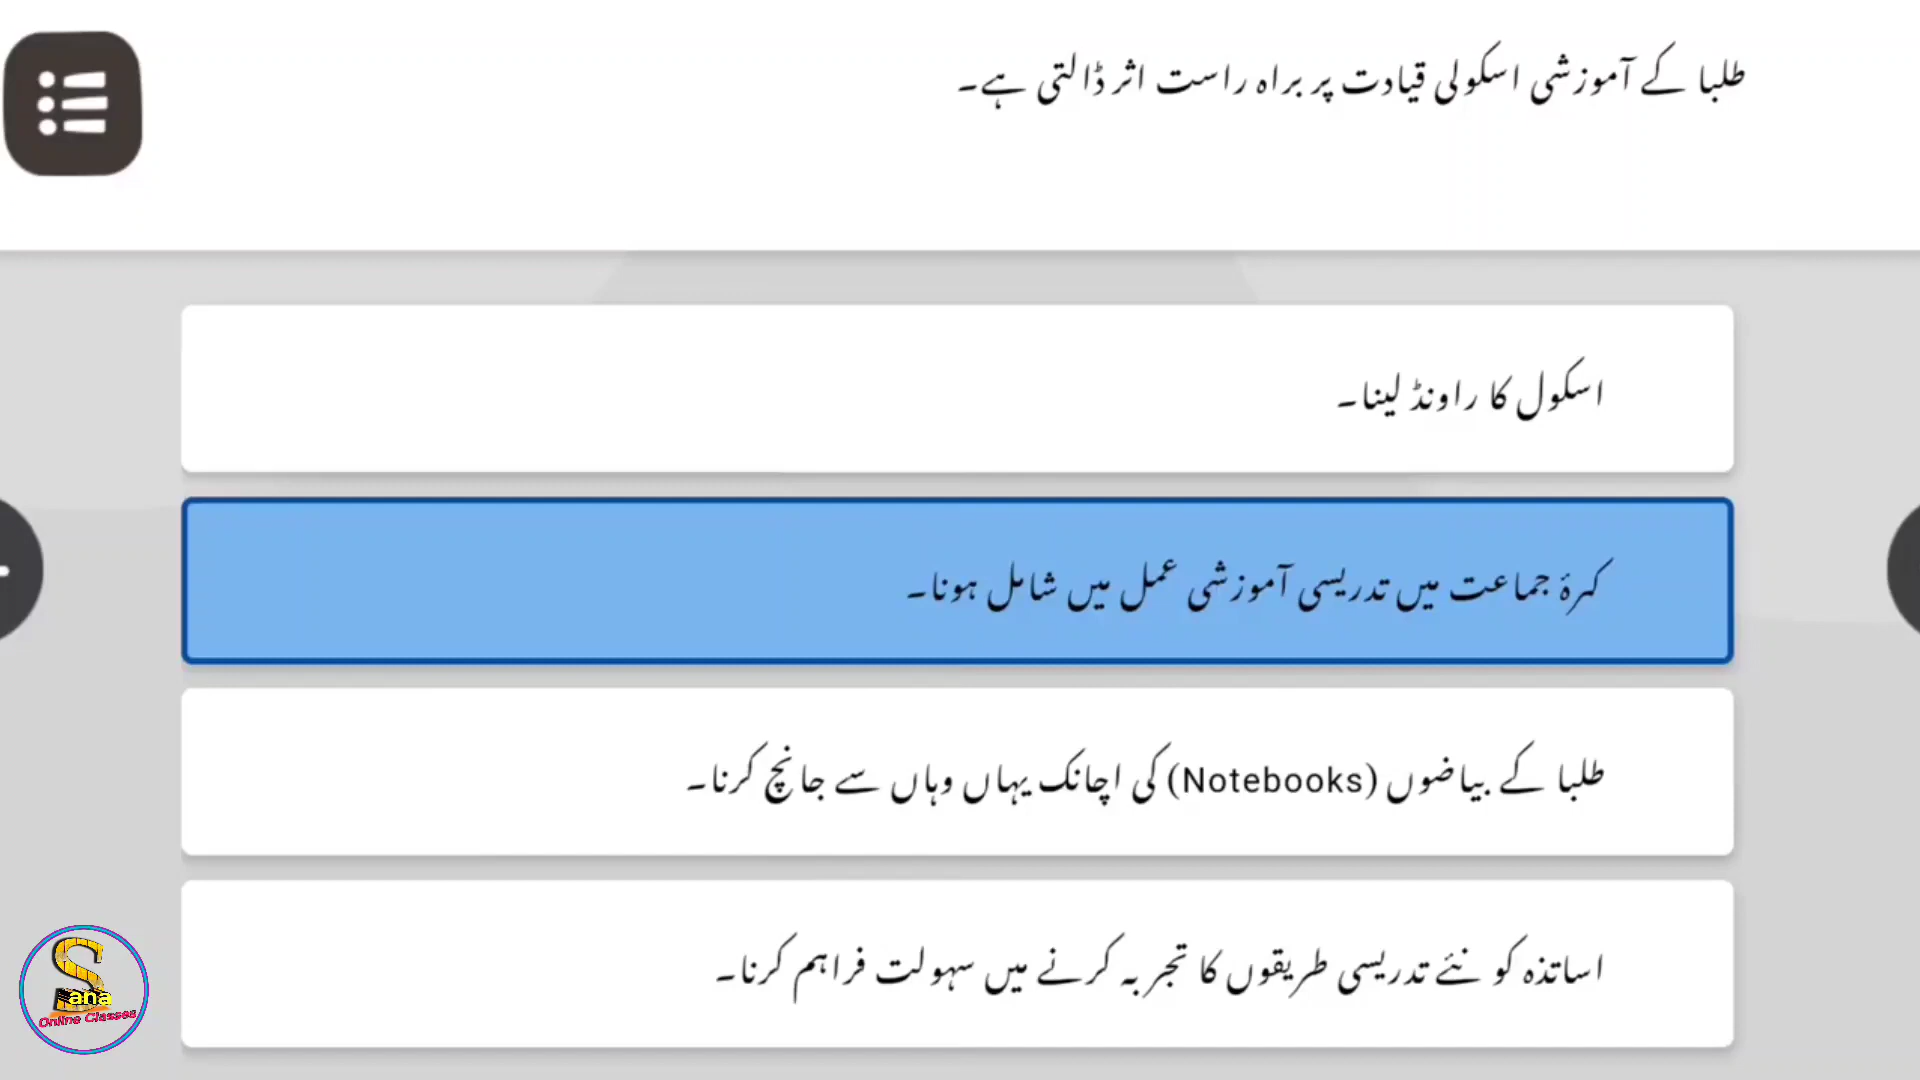 طلبا کے آموزشی اسکولی قیادت پر براہ راست اثر ڈالتی ہے۔
اسکول کا راونڈ لینا۔
کمرۂ جماعت میں تدریسی آموزشی عمل میں شامل ہونا۔
طلبا کے بیاضوں (Notebooks) کی اچانک یہاں وہاں سے جانچ کرنا۔
اساتذہ کو نئے تدریسی طریقوں کا تجربہ کرنے میں سہولت فراہم کرنا۔
Sana
Online Classes